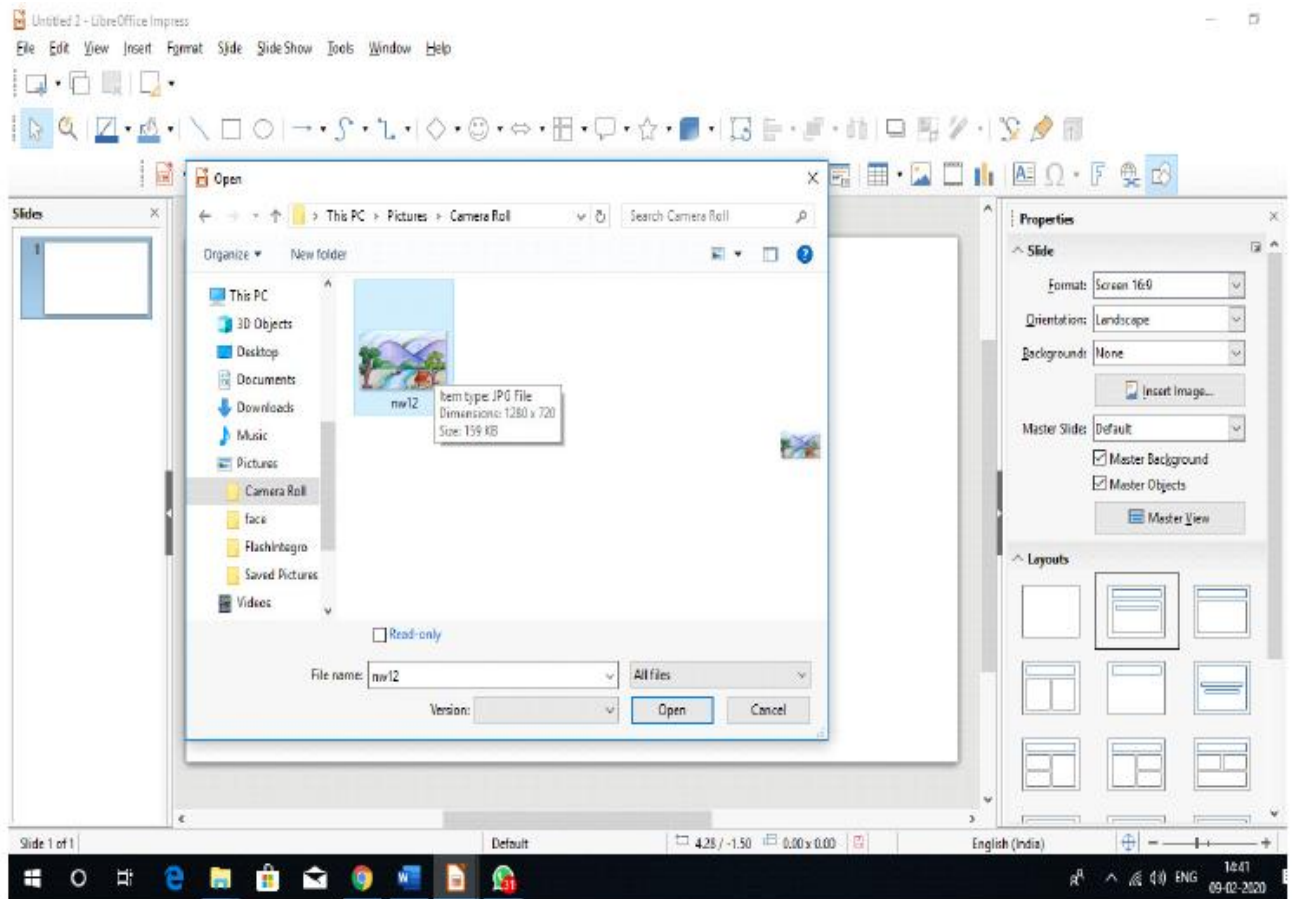 Untitled 2 - LibreOffice Impress
File Edit View Insert Format Slide Slide Show Tools Window Help
Open
This PC > Pictures > Camera Roll
Search Camera Roll
Organize
New folder
This PC
3D Objects
Desktop
Documents
Downloads
Music
Pictures
Camera Roll
face
FlashIntegro
Saved Pictures
Videos
nw12
Item type: JPG File
Dimensions: 1280 x 720
Size: 159 KB
Read-only
File name: nw12
All files
Version:
Open
Cancel
Slides
1
Properties
Slide
Format: Screen 16:9
Orientation: Landscape
Background: None
Insert Image...
Master Slide: Default
Master Background
Master Objects
Master View
Layouts
Slide 1 of 1
Default
4.28 / -1.50
0.00 x 0.00
English (India)
31
ENG
14:41
09-02-2020